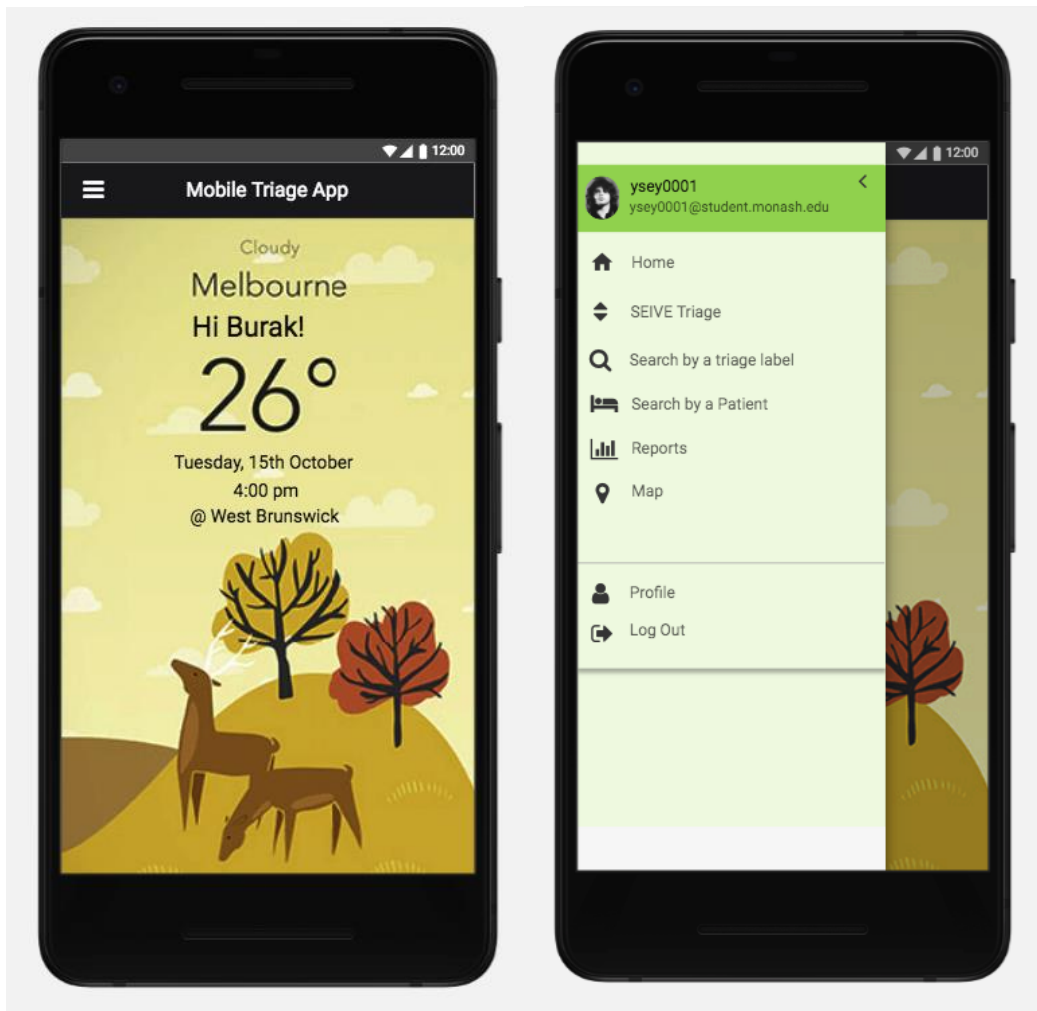 12:00
Mobile Triage App
Cloudy
Melbourne
Hi Burak!
26°
Tuesday, 15th October
4:00 pm
@ West Brunswick
12:00
ysey0001
ysey0001@student.monash.edu
Home
SEIVE Triage
Search by a triage label
Search by a Patient
Reports
Map
Profile
Log Out